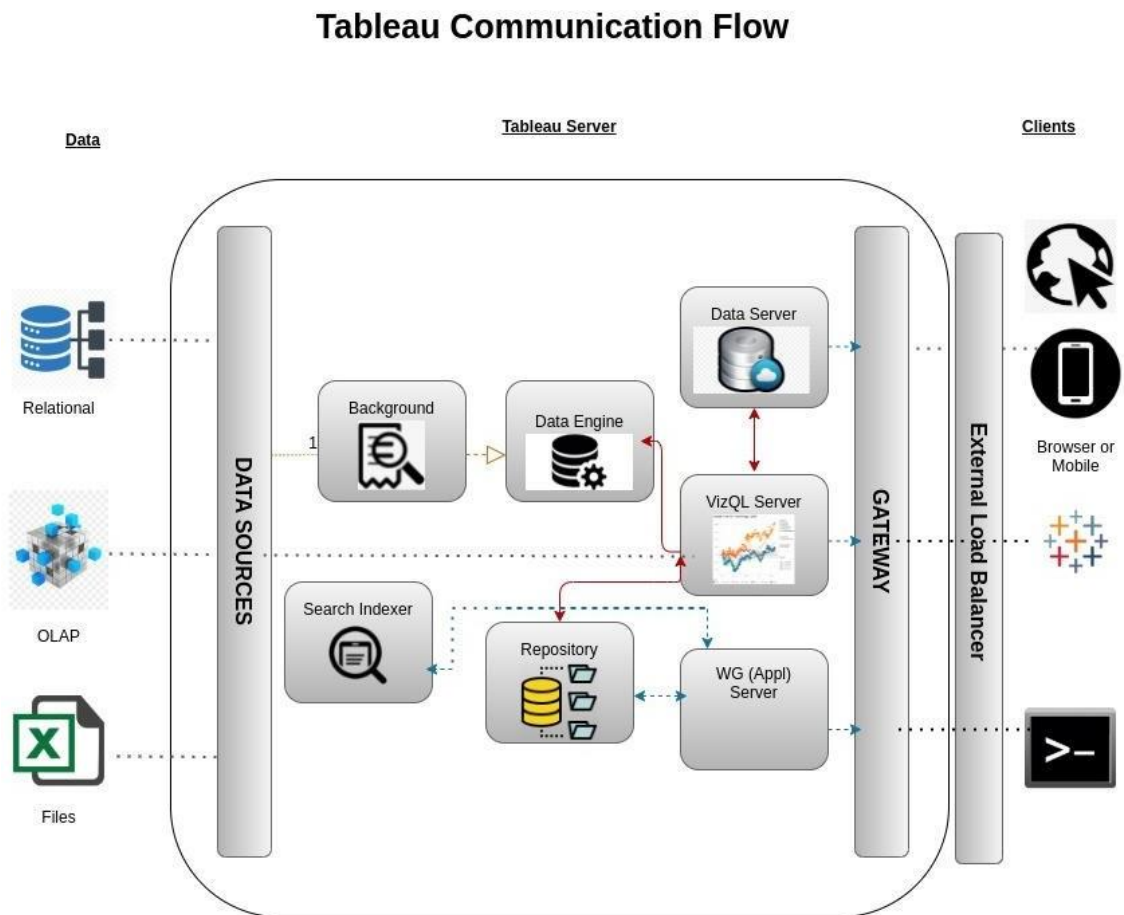 Tableau Communication Flow
Data
Tableau Server
Clients
Relational
OLAP
Files
DATA SOURCES
1
Background
Data Engine
Search Indexer
Repository
Data Server
VizQL Server
WG (Appl)
Server
GATEWAY
External Load Balancer
Browser or
Mobile
X
>–